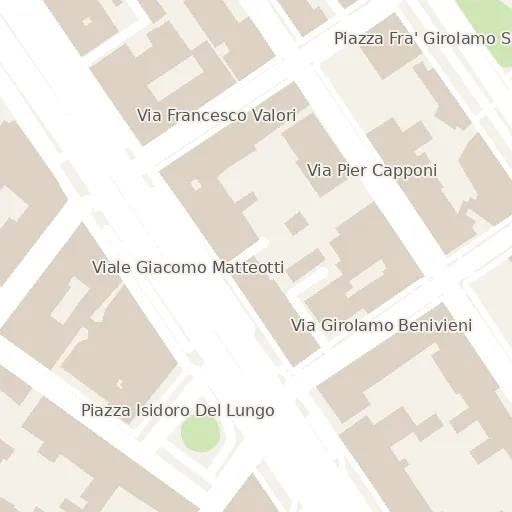 Piazza Fra' Girolamo S
Via Francesco Valori
Via Pier Capponi
Viale Giacomo Matteotti
Via Girolamo Benivieni
Piazza Isidoro Del Lungo